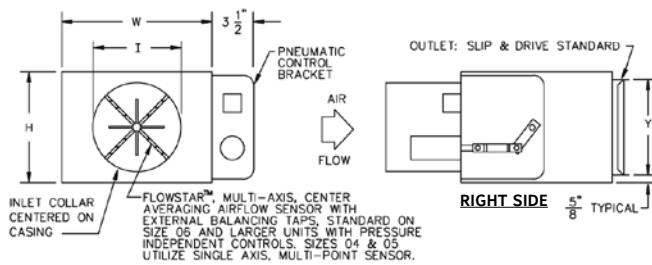 W
3 1/2"
I
PNEUMATIC
CONTROL
BRACKET
OUTLET: SLIP & DRIVE STANDARD
H
AIR
FLOW
Y
INLET COLLAR
CENTERED ON
CASING
FLOWSTAR™, MULTI-AXIS, CENTER
AVERAGING AIRFLOW SENSOR WITH
EXTERNAL BALANCING TAPS, STANDARD ON
SIZE 06 AND LARGER UNITS WITH PRESSURE
INDEPENDENT CONTROLS. SIZES 04 & 05
UTILIZE SINGLE AXIS, MULTI-POINT SENSOR.
RIGHT SIDE
5/8" TYPICAL